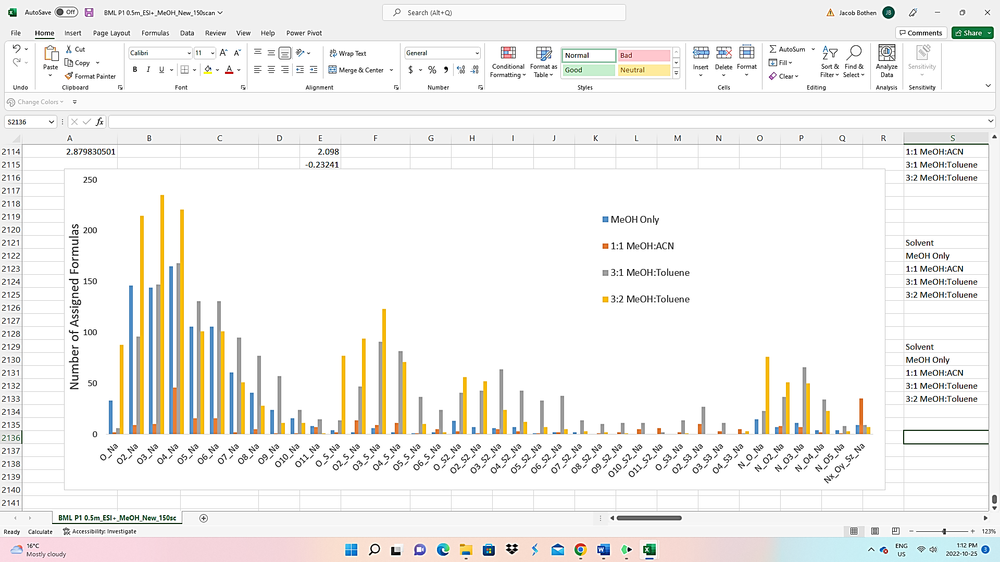 AutoSave Off BML P1 0.5m_ESI+_MeOH_New_150scan Search (Alt+Q) Jacob Bothen JB
File Home Insert Page Layout Formulas Data Review View Help Power Pivot Comments Share
Paste Cut Copy Format Painter
Calibri 11 Wrap Text Merge & Center General
B I U A $ % Conditional Formatting Format as Table Normal Bad Good Neutral
Insert Delete Format AutoSum Fill Clear Sort & Filter Find & Select Analyze Data Sensitivity
Undo Clipboard Font Alignment Number Styles Cells Editing Analysis Sensitivity
Change Colors
S2136 fx
A B C D E F G H I J K L M N O P Q R S
2114 2.879830501 2.098 1:1 MeOH:ACN
2115 -0.23241 3:1 MeOH:Toluene
2116 3:2 MeOH:Toluene
2117
2118
2119
2120
2121 Solvent
2122 MeOH Only
2123 1:1 MeOH:ACN
2124 3:1 MeOH:Toluene
2125 3:2 MeOH:Toluene
2126
2127
2128
2129 Solvent
2130 MeOH Only
2131 1:1 MeOH:ACN
2132 3:1 MeOH:Toluene
2133 3:2 MeOH:Toluene
2134
2135
2136
2137
2138
2139
2140
2141
Number of Assigned Formulas
250
200
150
100
50
0
MeOH Only
1:1 MeOH:ACN
3:1 MeOH:Toluene
3:2 MeOH:Toluene
O_Na O2_Na O3_Na O4_Na O5_Na O6_Na O7_Na O8_Na O9_Na O10_Na O11_Na O_S_Na O2_S_Na O3_S_Na O4_S_Na O5_S_Na O6_S_Na O_S2_Na O2_S2_Na O3_S2_Na O4_S2_Na O5_S2_Na O6_S2_Na O7_S2_Na O8_S2_Na O9_S2_Na O10_S2_Na O11_S2_Na O_S3_Na O2_S3_Na O3_S3_Na O4_S3_Na N_O_Na N_O2_Na N_O3_Na N_O4_Na N_O5_Na Nx_Oy_Sz_Na
BML P1 0.5m_ESI+_MeOH_New_150sc
Ready Calculate Accessibility: Investigate 123%
16°C
Mostly cloudy
ENG
US
1:12 PM
2022-10-25
3